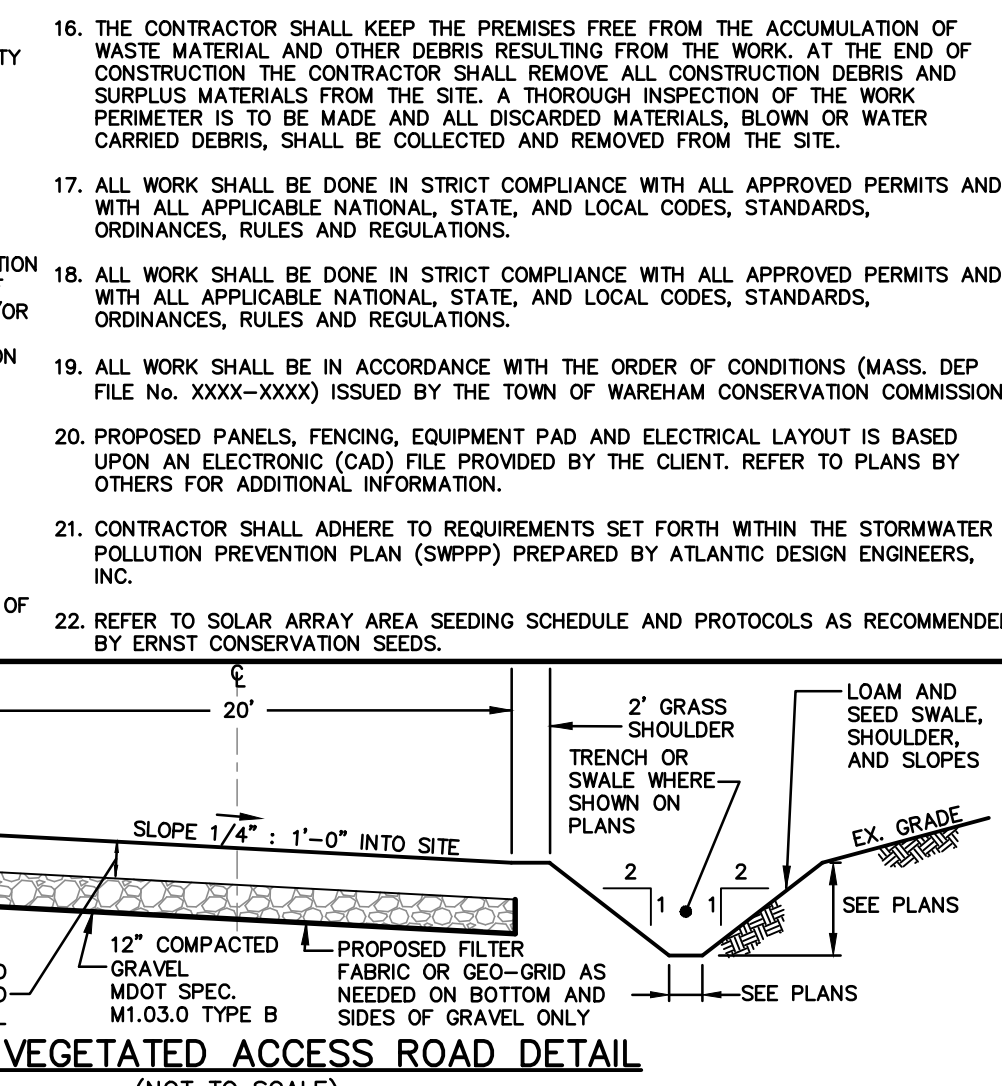 TY
TION
/OR
ON
OF
16. THE CONTRACTOR SHALL KEEP THE PREMISES FREE FROM THE ACCUMULATION OF
WASTE MATERIAL AND OTHER DEBRIS RESULTING FROM THE WORK. AT THE END OF
CONSTRUCTION THE CONTRACTOR SHALL REMOVE ALL CONSTRUCTION DEBRIS AND
SURPLUS MATERIALS FROM THE SITE. A THOROUGH INSPECTION OF THE WORK
PERIMETER IS TO BE MADE AND ALL DISCARDED MATERIALS, BLOWN OR WATER
CARRIED DEBRIS, SHALL BE COLLECTED AND REMOVED FROM THE SITE.
17. ALL WORK SHALL BE DONE IN STRICT COMPLIANCE WITH ALL APPROVED PERMITS AND
WITH ALL APPLICABLE NATIONAL, STATE, AND LOCAL CODES, STANDARDS,
ORDINANCES, RULES AND REGULATIONS.
18. ALL WORK SHALL BE DONE IN STRICT COMPLIANCE WITH ALL APPROVED PERMITS AND
WITH ALL APPLICABLE NATIONAL, STATE, AND LOCAL CODES, STANDARDS,
ORDINANCES, RULES AND REGULATIONS.
19. ALL WORK SHALL BE IN ACCORDANCE WITH THE ORDER OF CONDITIONS (MASS. DEP
FILE No. XXXX-XXXX) ISSUED BY THE TOWN OF WAREHAM CONSERVATION COMMISSION
20. PROPOSED PANELS, FENCING, EQUIPMENT PAD AND ELECTRICAL LAYOUT IS BASED
UPON AN ELECTRONIC (CAD) FILE PROVIDED BY THE CLIENT. REFER TO PLANS BY
OTHERS FOR ADDITIONAL INFORMATION.
21. CONTRACTOR SHALL ADHERE TO REQUIREMENTS SET FORTH WITHIN THE STORMWATER
POLLUTION PREVENTION PLAN (SWPPP) PREPARED BY ATLANTIC DESIGN ENGINEERS,
INC.
22. REFER TO SOLAR ARRAY AREA SEEDING SCHEDULE AND PROTOCOLS AS RECOMMENDE
BY ERNST CONSERVATION SEEDS.
℄
20'
2' GRASS
SHOULDER
LOAM AND
SEED SWALE,
SHOULDER,
AND SLOPES
TRENCH OR
SWALE WHERE
SHOWN ON
PLANS
SLOPE 1/4" : 1'-0" INTO SITE
EX. GRADE
2
1
1
2
SEE PLANS
12" COMPACTED
GRAVEL
MDOT SPEC.
M1.03.0 TYPE B
PROPOSED FILTER
FABRIC OR GEO-GRID AS
NEEDED ON BOTTOM AND
SIDES OF GRAVEL ONLY
SEE PLANS
VEGETATED ACCESS ROAD DETAIL
(NOT TO SCALE)